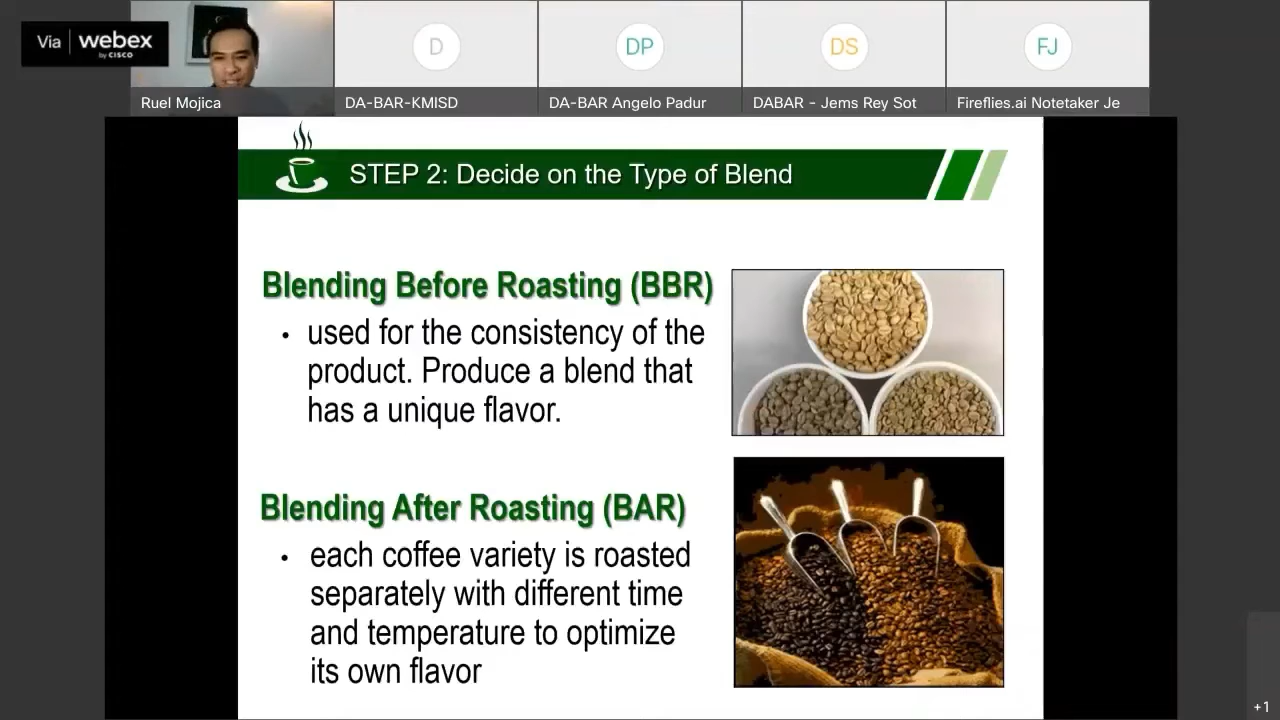 Via webex
by CISCO
Ruel Mojica
D
DA-BAR-KMISD
DP
DA-BAR Angelo Padur
DS
DABAR - Jems Rey Sot
FJ
Fireflies.ai Notetaker Je
STEP 2: Decide on the Type of Blend
Blending Before Roasting (BBR)
• used for the consistency of the
product. Produce a blend that
has a unique flavor.
Blending After Roasting (BAR)
• each coffee variety is roasted
separately with different time
and temperature to optimize
its own flavor
+1